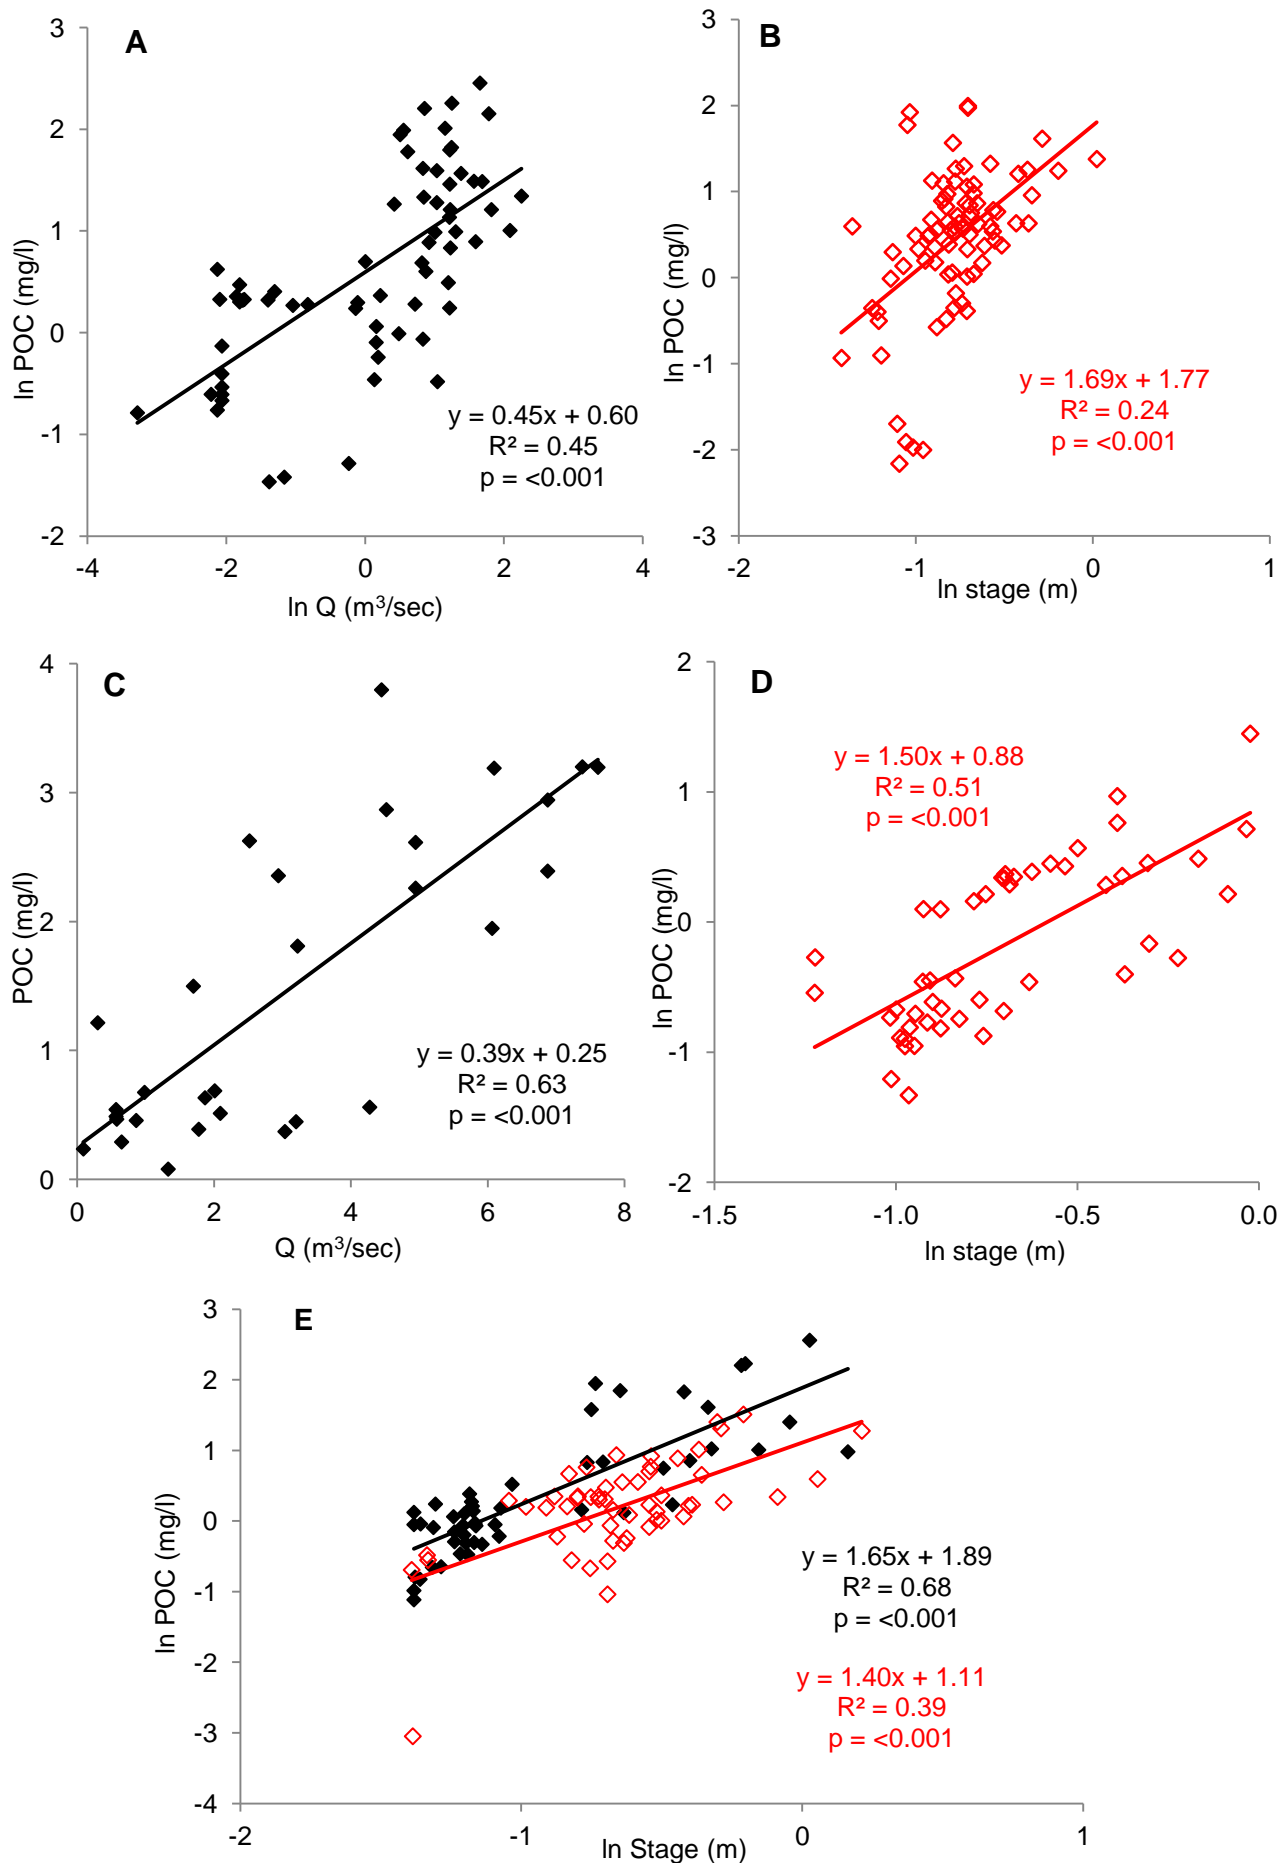 A
3
2
1
0
-1
-2
-4
-2
0
2
4
ln POC (mg/l)
ln Q (m³/sec)
y = 0.45x + 0.60
R² = 0.45
p = <0.001
B
3
2
1
0
-1
-2
-3
-2
-1
0
1
ln POC (mg/l)
ln stage (m)
y = 1.69x + 1.77
R² = 0.24
p = <0.001
C
4
3
2
1
0
0
2
4
6
8
POC (mg/l)
Q (m³/sec)
y = 0.39x + 0.25
R² = 0.63
p = <0.001
D
2
1
0
-1
-2
-1.5
-1.0
-0.5
0.0
ln POC (mg/l)
ln stage (m)
y = 1.50x + 0.88
R² = 0.51
p = <0.001
E
3
2
1
0
-1
-2
-3
-4
-2
-1
0
1
ln POC (mg/l)
ln Stage (m)
y = 1.65x + 1.89
R² = 0.68
p = <0.001
y = 1.40x + 1.11
R² = 0.39
p = <0.001